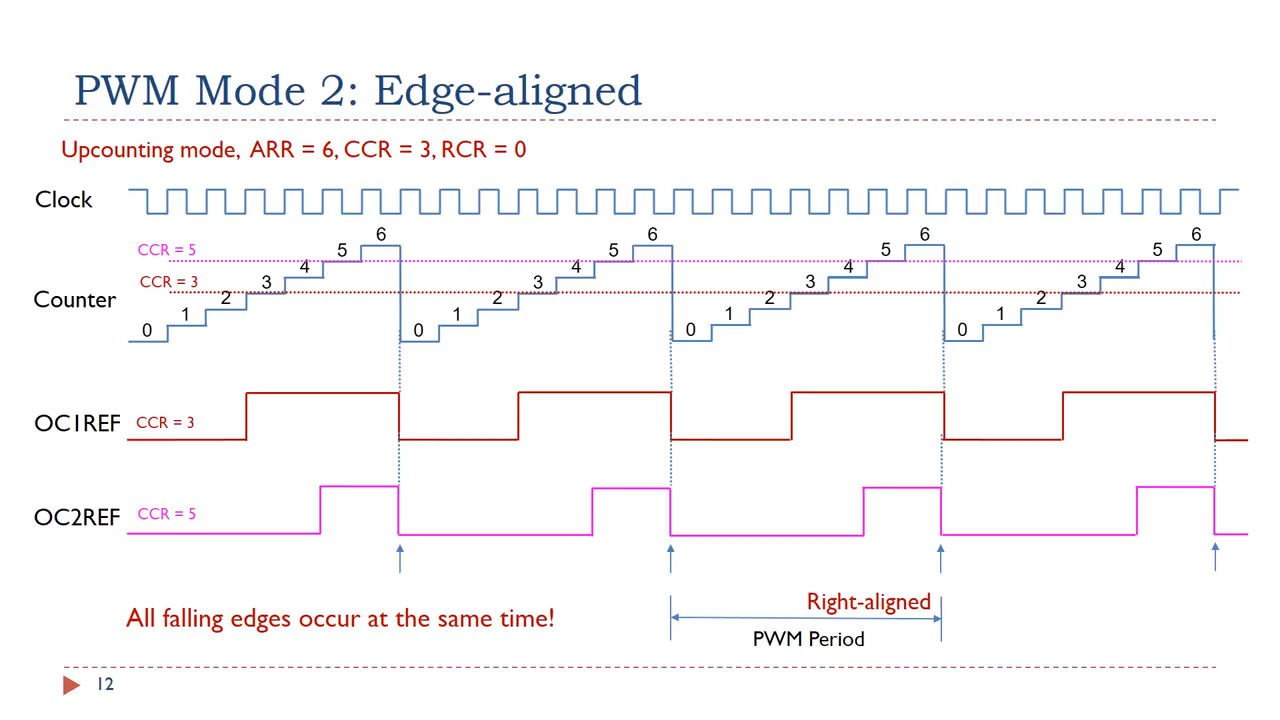 PWM Mode 2: Edge-aligned
Upcounting mode, ARR = 6, CCR = 3, RCR = 0
Clock
Counter
CCR = 5
CCR = 3
0 1 2 3 4 5 6 0 1 2 3 4 5 6 0 1 2 3 4 5 6 0 1 2 3 4 5 6
OC1REF CCR = 3
OC2REF CCR = 5
All falling edges occur at the same time!
Right-aligned
PWM Period
12